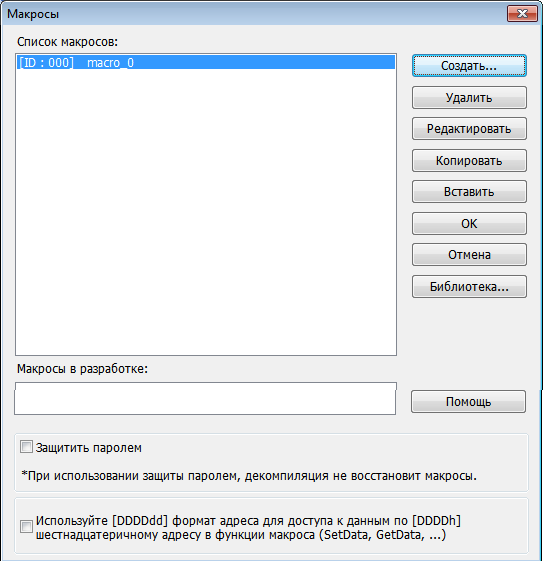 Макросы
Список макросов:
[ID : 000] macro_0
Создать...
Удалить
Редактировать
Копировать
Вставить
OK
Отмена
Библиотека...
Макросы в разработке:
Помощь
Защитить паролем
*При использовании защиты паролем, декомпиляция не восстановит макросы.
Используйте [DDDDdd] формат адреса для доступа к данным по [DDDDh]
шестнадцатеричному адресу в функции макроса (SetData, GetData, ...)